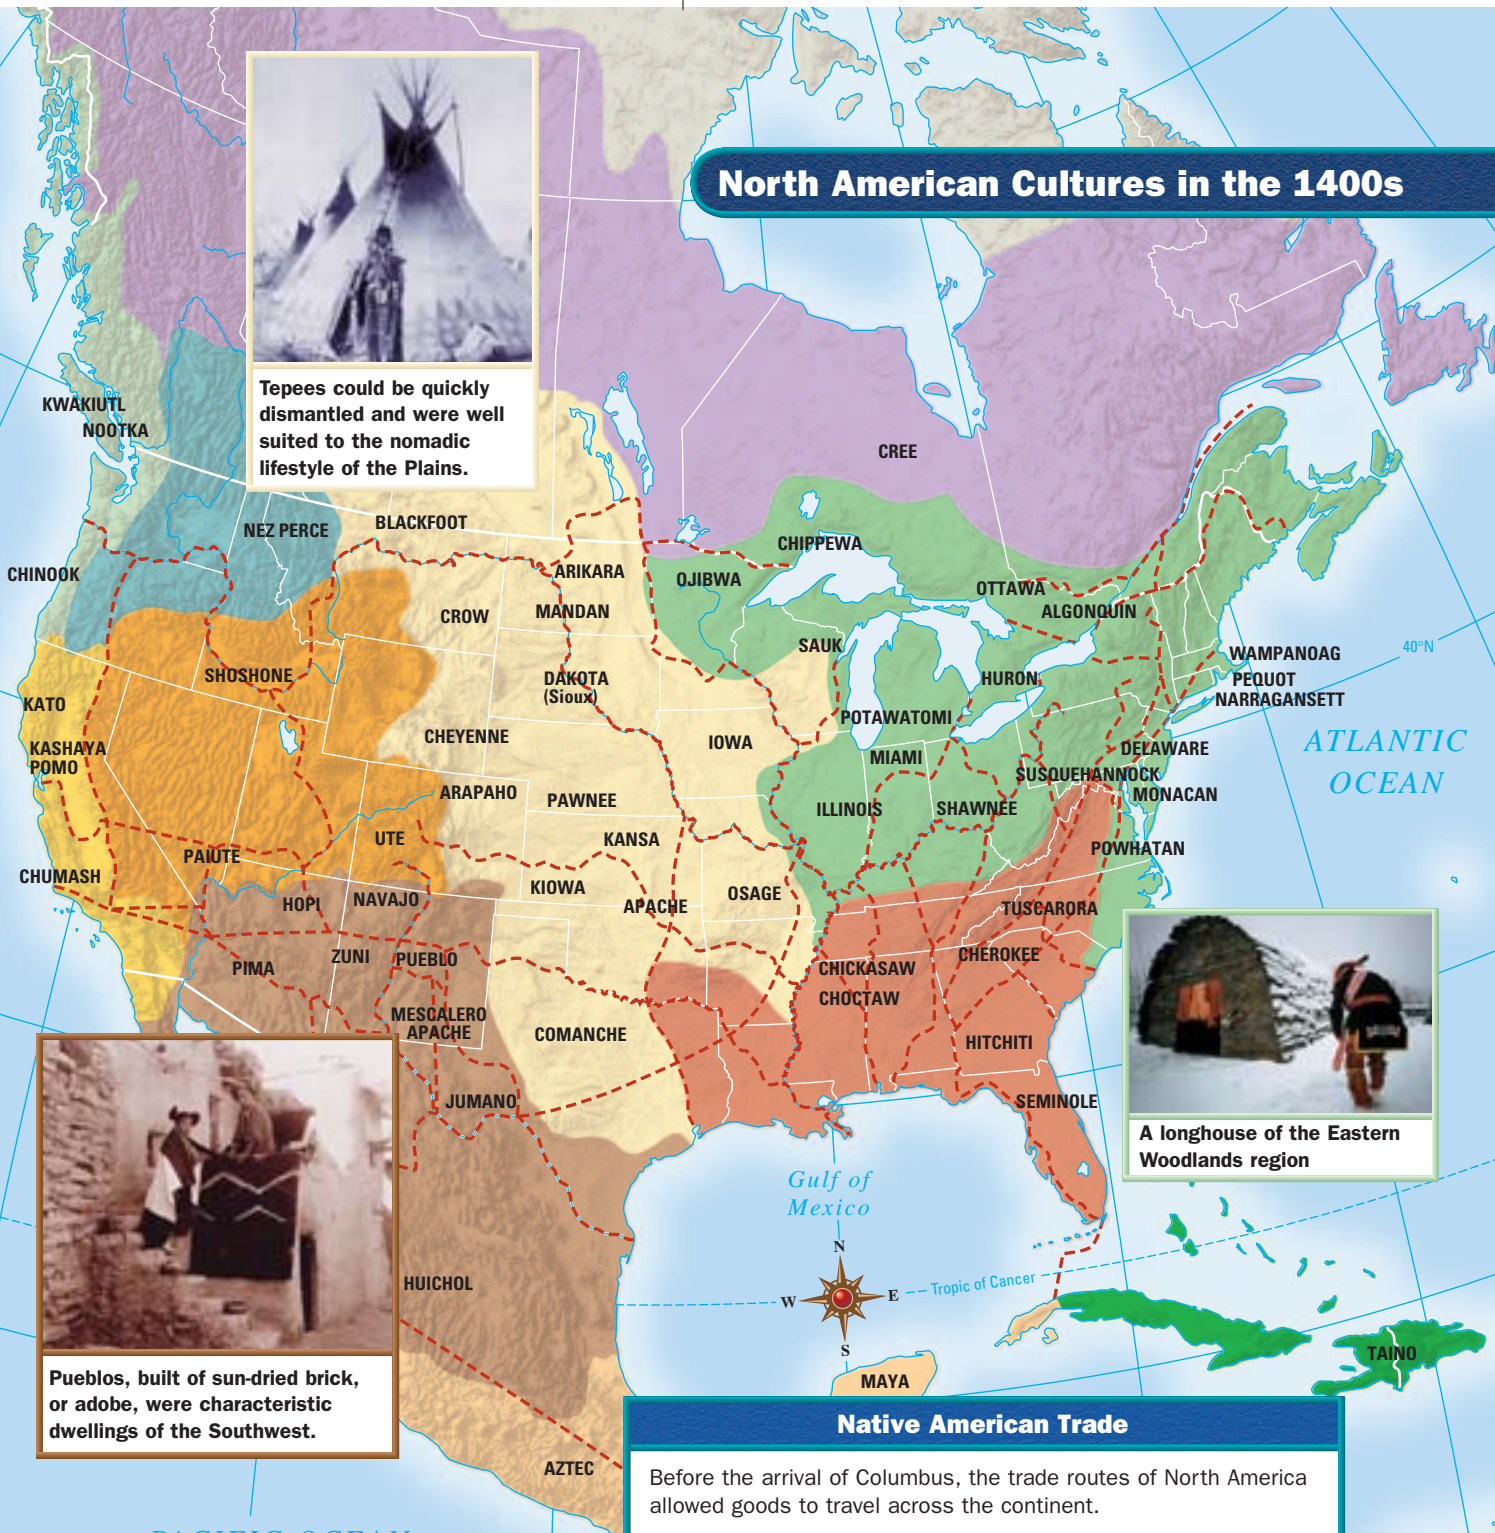 North American Cultures in the 1400s
Tepees could be quickly
dismantled and were well
suited to the nomadic
lifestyle of the Plains.
KWAKIUTL
NOOTKA
CREE
BLACKFOOT
NEZ PERCE
CHIPPEWA
CHINOOK
ARIKARA
OJIBWA
OTTAWA
ALGONQUIN
CROW
MANDAN
SAUK
40°N
WAMPANOAG
SHOSHONE
DAKOTA
(Sioux)
HURON
PEQUOT
NARRAGANSETT
KATO
POTAWATOMI
KASHAYA
POMO
CHEYENNE
IOWA
MIAMI
DELAWARE
ATLANTIC
OCEAN
SUSQUEHANNOCK
MONACAN
ARAPAHO
PAWNEE
ILLINOIS
SHAWNEE
UTE
KANSA
POWHATAN
PAIUTE
CHUMASH
KIOWA
OSAGE
HOPI
NAVAJO
APACHE
TUSCARORA
ZUNI
PUEBLO
PIMA
CHEROKEE
CHICKASAW
CHOCTAW
MESCALERO
APACHE
COMANCHE
HITCHITI
JUMANO
SEMINOLE
A longhouse of the Eastern
Woodlands region
Gulf of
Mexico
N
W
E
S
Tropic of Cancer
HUICHOL
TAINO
MAYA
Pueblos, built of sun-dried brick,
or adobe, were characteristic
dwellings of the Southwest.
AZTEC
Native American Trade
Before the arrival of Columbus, the trade routes of North America
allowed goods to travel across the continent.
PACIFIC OCEAN